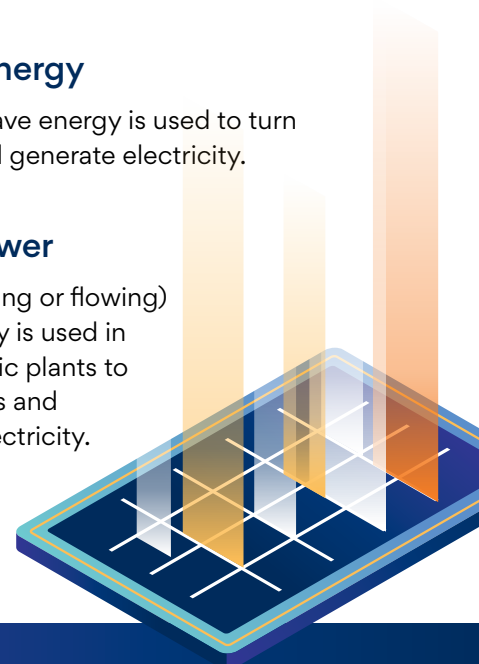 nergy
ave energy is used to turn
generate electricity.
wer
ng or flowing)
y is used in
ic plants to
s and
ectricity.